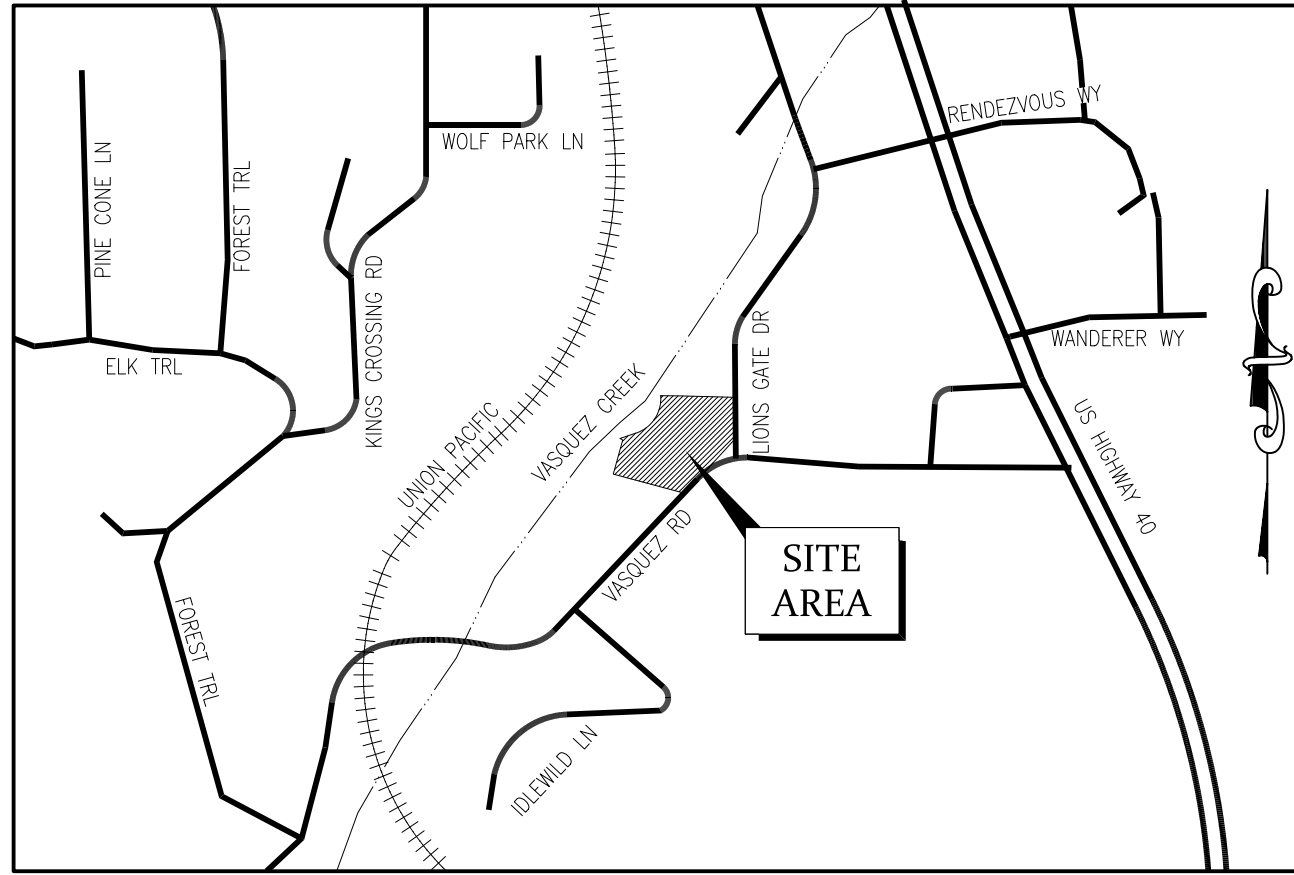 RENDEZVOUS WY
WOLF PARK LN
PINE CONE LN
FOREST TRL
KINGS CROSSING RD
LIONS GATE DR
WANDERER WY
ELK TRL
VASQUEZ CREEK
UNION PACIFIC
US HIGHWAY 40
VASQUEZ RD
SITE
AREA
FOREST TRL
IDLEWILD LN